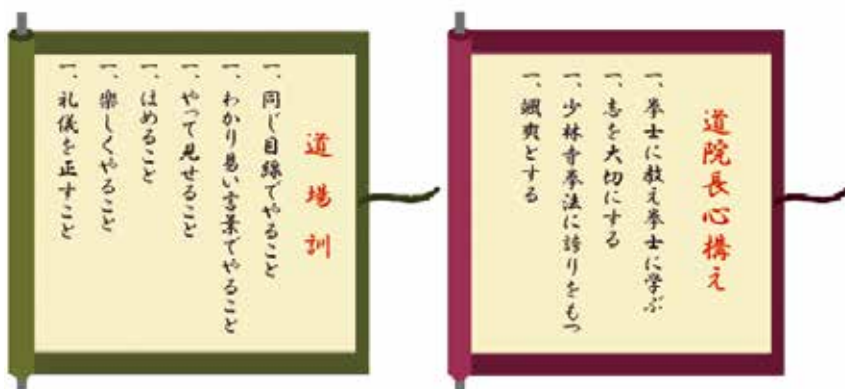 道院長心構え
一、拳士に教え拳士に学ぶ
一、志を大切にする
一、少林寺拳法に誇りをもつ
一、颯爽とする
道場訓
一、同じ目線でやること
一、わかり易い言葉でやること
一、やって見せること
一、ほめること
一、楽しくやること
一、礼儀を正すこと